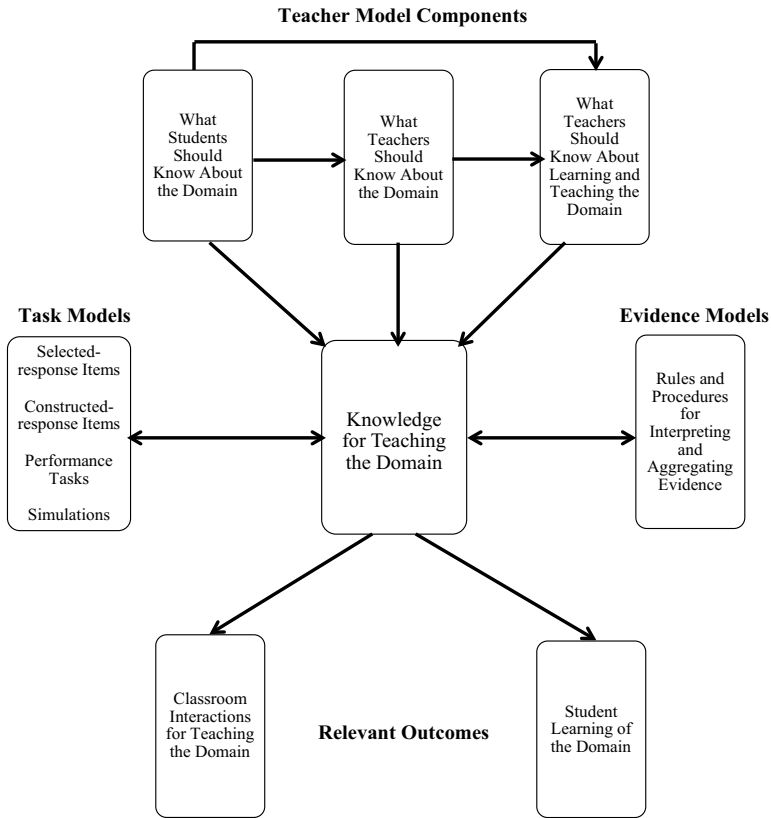 Teacher Model Components
What
Students
Should
Know About
the Domain
What
Teachers
Should
Know About
the Domain
What
Teachers
Should
Know About
Learning and
Teaching the
Domain
Task Models
Selected-
response Items
Constructed-
response Items
Performance
Tasks
Simulations
Knowledge
for Teaching
the Domain
Evidence Models
Rules and
Procedures
for
Interpreting
and
Aggregating
Evidence
Classroom
Interactions
for Teaching
the Domain
Relevant Outcomes
Student
Learning of
the Domain